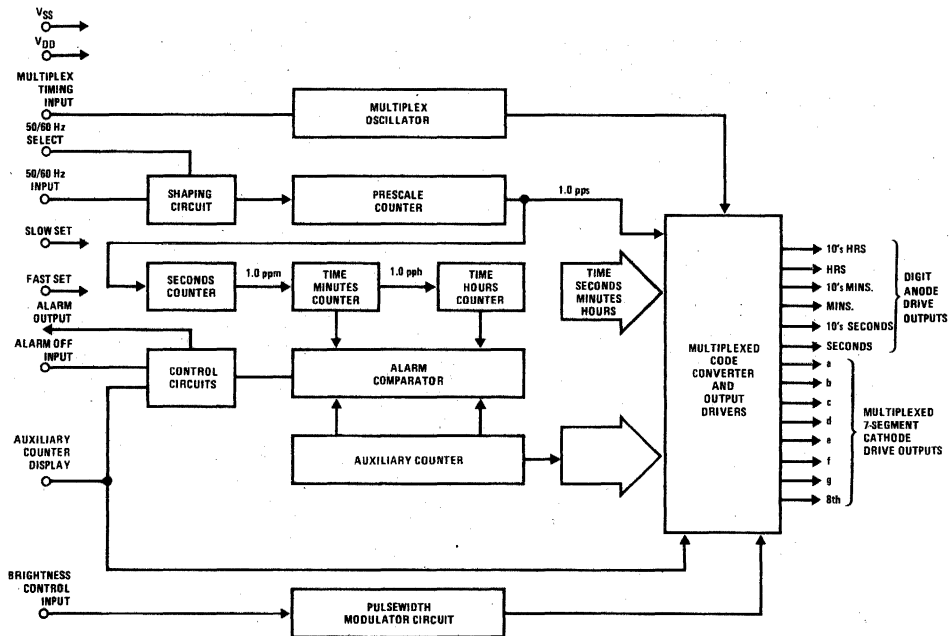 VSS
VDD
MULTIPLEX
TIMING
INPUT
50/60 Hz
SELECT
50/60 Hz
INPUT
SLOW SET
FAST SET
ALARM
OUTPUT
ALARM OFF
INPUT
AUXILIARY
COUNTER
DISPLAY
BRIGHTNESS
CONTROL
INPUT
MULTIPLEX
OSCILLATOR
SHAPING
CIRCUIT
PRESCALE
COUNTER
1.0 pps
SECONDS
COUNTER
1.0 ppm
TIME
MINUTES
COUNTER
1.0 pph
TIME
HOURS
COUNTER
TIME
SECONDS
MINUTES
HOURS
CONTROL
CIRCUITS
ALARM
COMPARATOR
AUXILIARY COUNTER
PULSEWIDTH
MODULATOR CIRCUIT
MULTIPLEXED
CODE
CONVERTER
AND
OUTPUT
DRIVERS
10's HRS
HRS
10's MINS.
MINS.
10's SECONDS
SECONDS
DIGIT
ANODE
DRIVE
OUTPUTS
a
b
c
d
e
f
g
8th
MULTIPLEXED
7-SEGMENT
CATHODE
DRIVE OUTPUTS